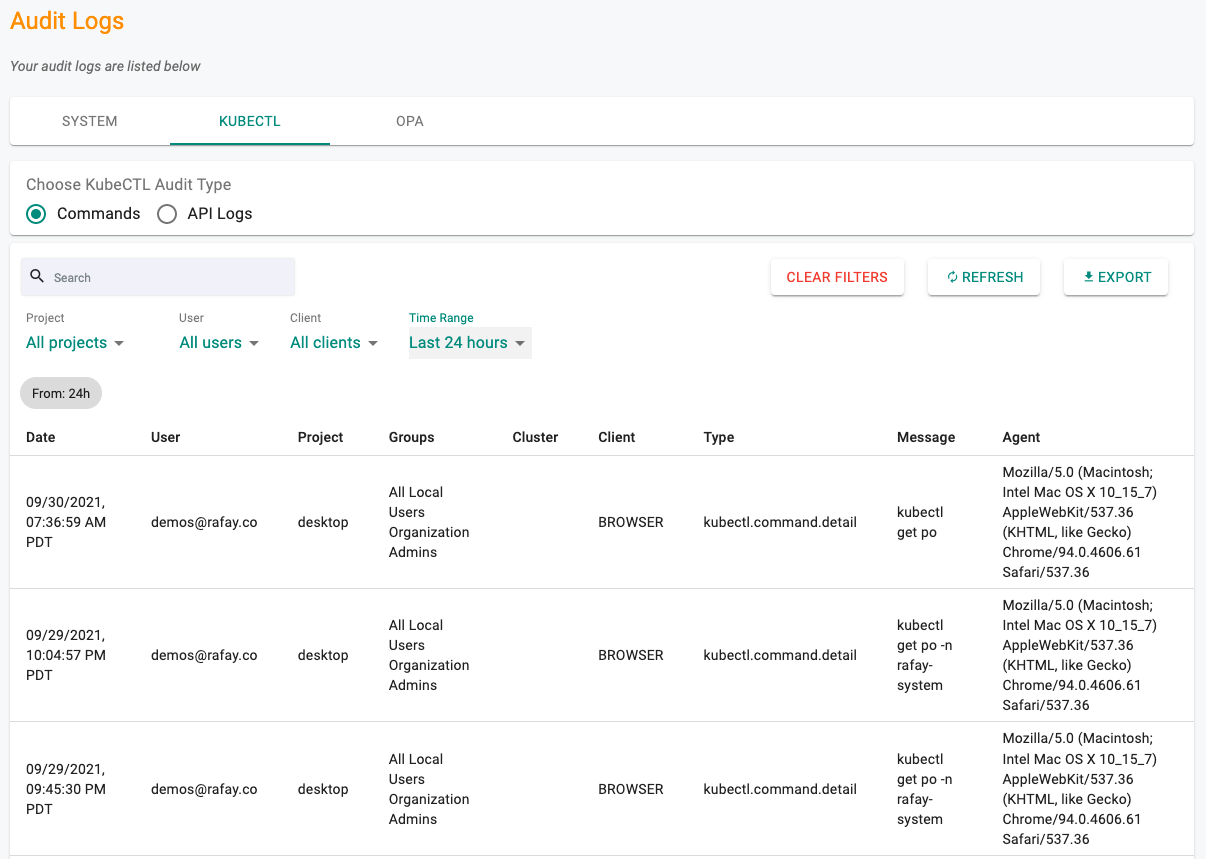 Audit Logs
Your audit logs are listed below
SYSTEM KUBECTL OPA
Choose KubeCTL Audit Type
Commands API Logs
Search CLEAR FILTERS REFRESH EXPORT
Project User Client Time Range
All projects All users All clients Last 24 hours
From: 24h
Date User Project Groups Cluster Client Type Message Agent
09/30/2021,
07:36:59 AM
PDT
demos@rafay.co
desktop
All Local
Users
Organization
Admins
BROWSER
kubectl.command.detail
kubectl
get po
Mozilla/5.0 (Macintosh;
Intel Mac OS X 10_15_7)
AppleWebKit/537.36
(KHTML, like Gecko)
Chrome/94.0.4606.61
Safari/537.36
09/29/2021,
10:04:57 PM
PDT
demos@rafay.co
desktop
All Local
Users
Organization
Admins
BROWSER
kubectl.command.detail
kubectl
get po -n
rafay-
system
Mozilla/5.0 (Macintosh;
Intel Mac OS X 10_15_7)
AppleWebKit/537.36
(KHTML, like Gecko)
Chrome/94.0.4606.61
Safari/537.36
09/29/2021,
09:45:30 PM
PDT
demos@rafay.co
desktop
All Local
Users
Organization
Admins
BROWSER
kubectl.command.detail
kubectl
get po -n
rafay-
system
Mozilla/5.0 (Macintosh;
Intel Mac OS X 10_15_7)
AppleWebKit/537.36
(KHTML, like Gecko)
Chrome/94.0.4606.61
Safari/537.36